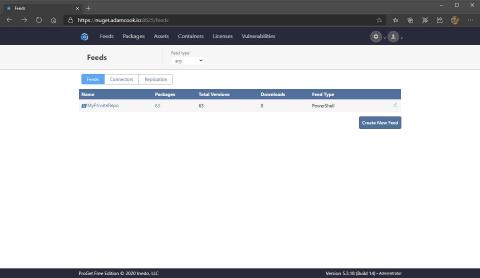 Feeds
https://nuget.adamcook.io:8625/feeds
Feeds Packages Assets Containers Licenses Vulnerabilities
Feeds
Feed type:
any
Feeds Connectors Replication
Name Packages Total Versions Downloads Feed Type
MyPrivateRepo 63 63 0 PowerShell
Create New Feed
ProGet Free Edition © 2020 Inedo, LLC
Version 5.3.18 (Build 14) • Administrator